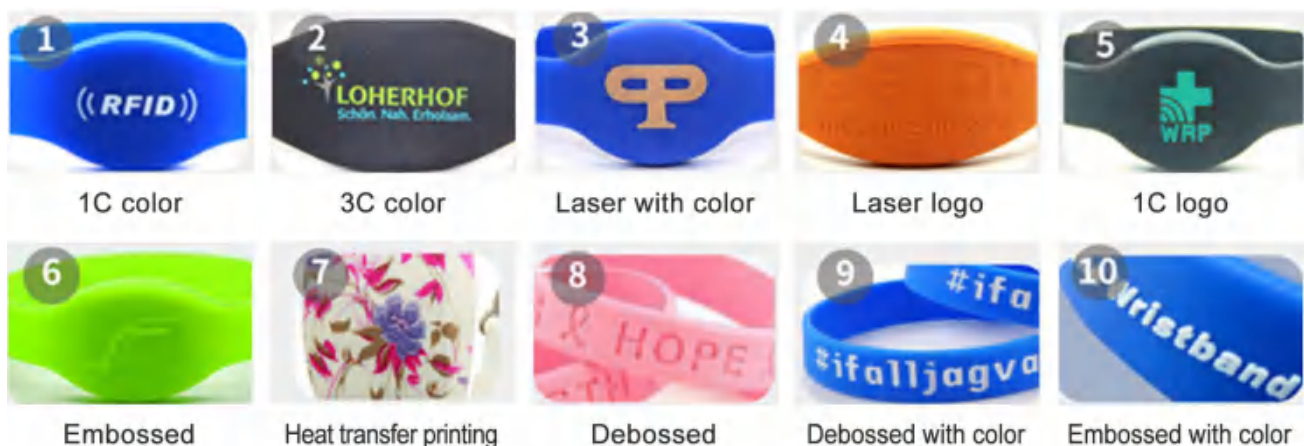 1
((RFID))
1C color
2
LOHERHOF
Schön. Nah. Erholsam.
3C color
3
Laser with color
4
Laser logo
5
WRP
1C logo
6
Embossed
7
Heat transfer printing
8
HOPE
Debossed
9
#ifa
#ifalljagva
Debossed with color
10
Wristband
Embossed with color